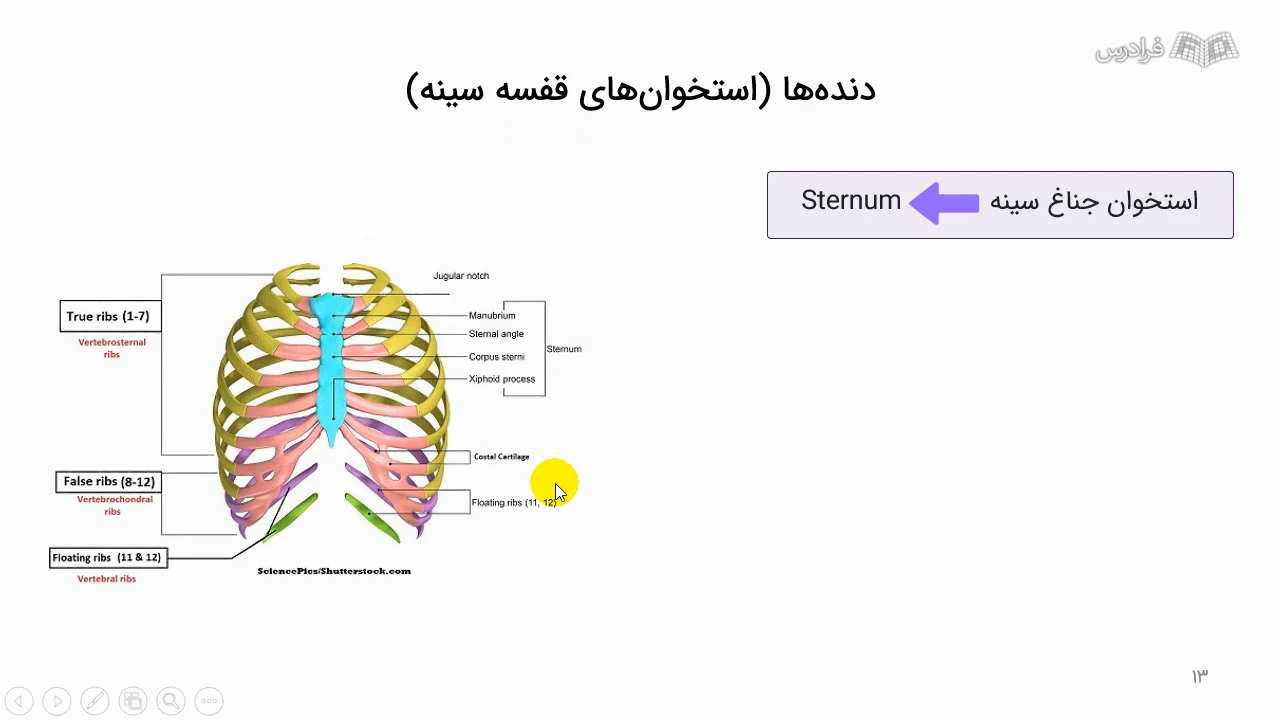 فرادرس
دنده‌ها (استخوان‌های قفسه سینه)
استخوان جناغ سینه Sternum
Jugular notch
True ribs (1-7)
Vertebrosternal
ribs
Manubrium
Sternal angle
Sternum
Corpus sterni
Xiphoid process
Costal Cartilage
False ribs (8-12)
Vertebrochondral
ribs
Floating ribs (11, 12)
Floating ribs (11 & 12)
Vertebral ribs
SciencePics/Shutterstock.com
۱۳